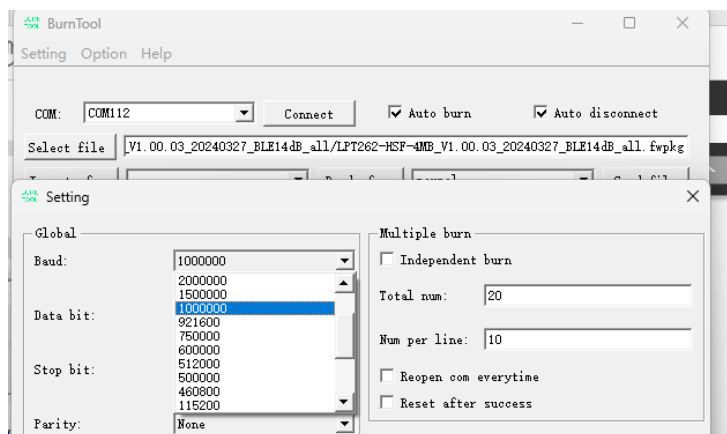 BurnTool
Setting Option Help
COM: COM112 Connect Auto burn Auto disconnect
Select file _V1.00.03_20240327_BLE14dB_all/LPT262-HSF-4MB_V1.00.03_20240327_BLE14dB_all.fwpkg
Setting
Global
Multiple burn
Baud: 1000000
Independent burn
2000000
1500000
1000000
921600
750000
600000
512000
500000
460800
115200
Total num: 20
Data bit:
Num per line: 10
Stop bit:
Reopen com everytime
Reset after success
Parity: None